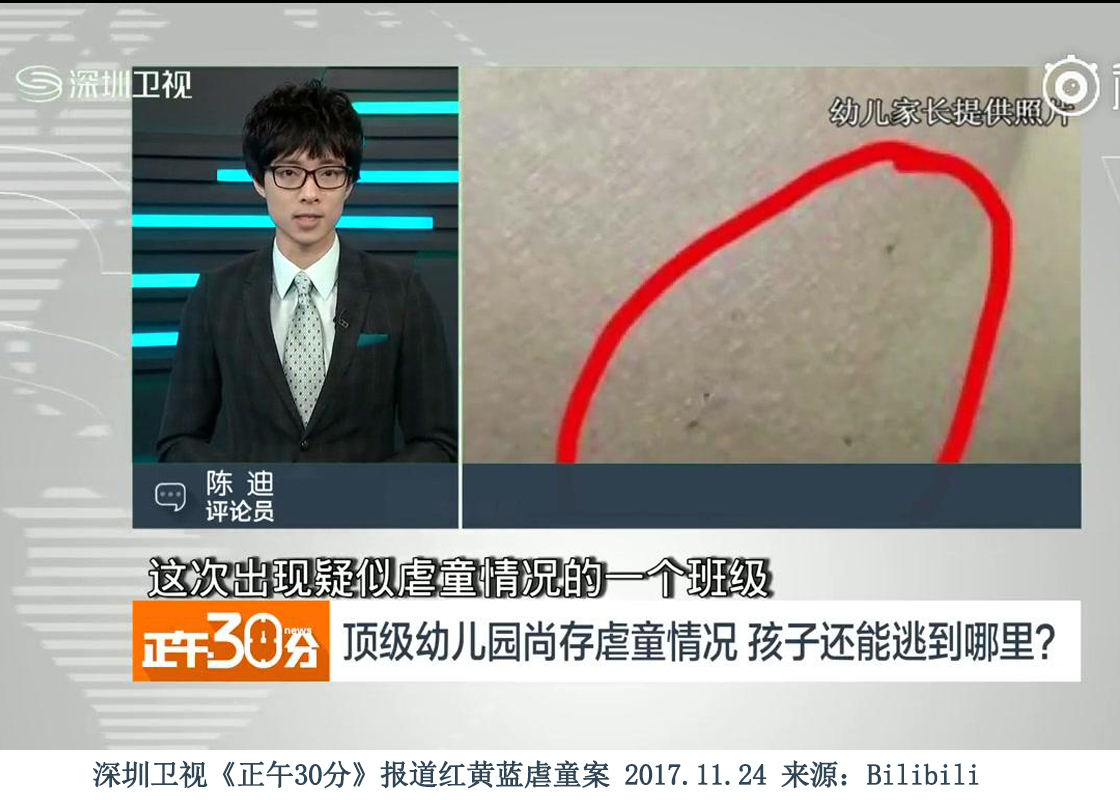 深圳卫视
幼儿家长提供照片
陈 迪
评论员
这次出现疑似虐童情况的一个班级
正午30分
news
顶级幼儿园尚存虐童情况 孩子还能逃到哪里?
深圳卫视《正午30分》报道红黄蓝虐童案 2017.11.24 来源：Bilibili